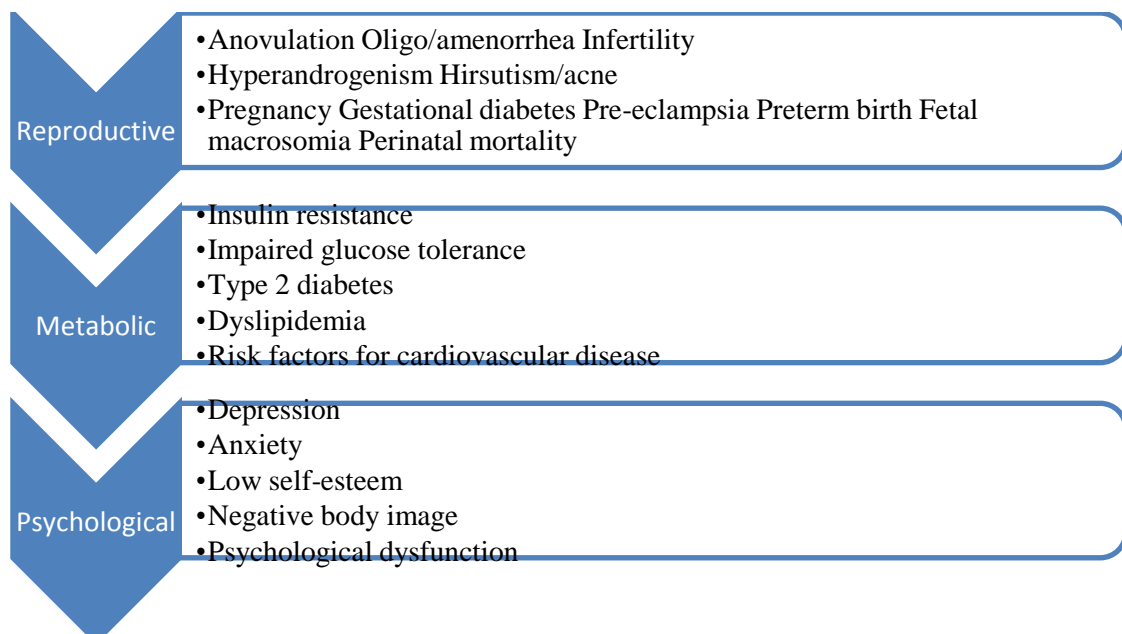 Reproductive
•Anovulation Oligo/amenorrhea Infertility
•Hyperandrogenism Hirsutism/acne
•Pregnancy Gestational diabetes Pre-eclampsia Preterm birth Fetal
macrosomia Perinatal mortality
Metabolic
•Insulin resistance
•Impaired glucose tolerance
•Type 2 diabetes
•Dyslipidemia
•Risk factors for cardiovascular disease
Psychological
•Depression
•Anxiety
•Low self-esteem
•Negative body image
•Psychological dysfunction